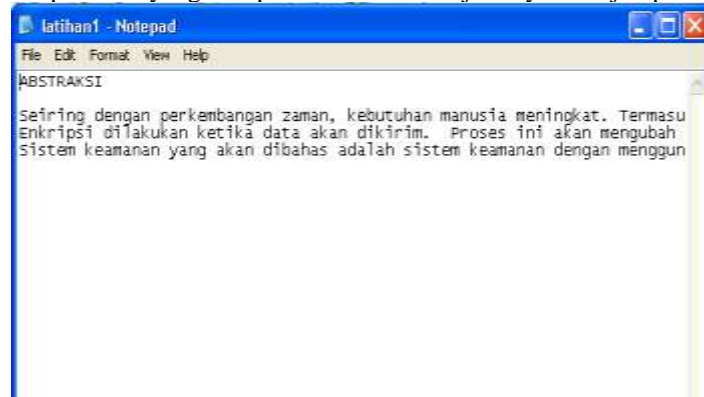 latihan1 - Notepad
File Edit Format View Help
ABSTRAKSI
Seiring dengan perkembangan zaman, kebutuhan manusia meningkat. Termasu
Enkripsi dilakukan ketika data akan dikirim. Proses ini akan mengubah
Sistem keamanan yang akan dibahas adalah sistem keamanan dengan menggun